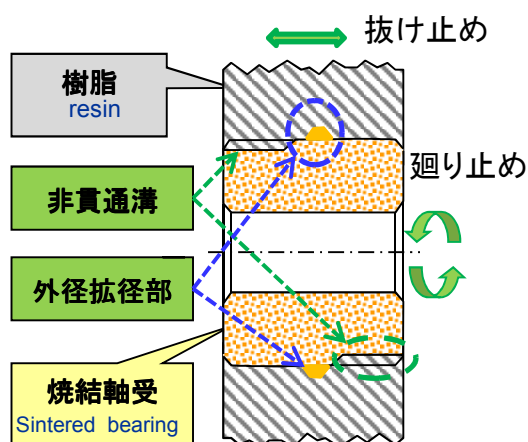 抜け止め
樹脂
resin
廻り止め
非貫通溝
外径拡径部
焼結軸受
Sintered bearing